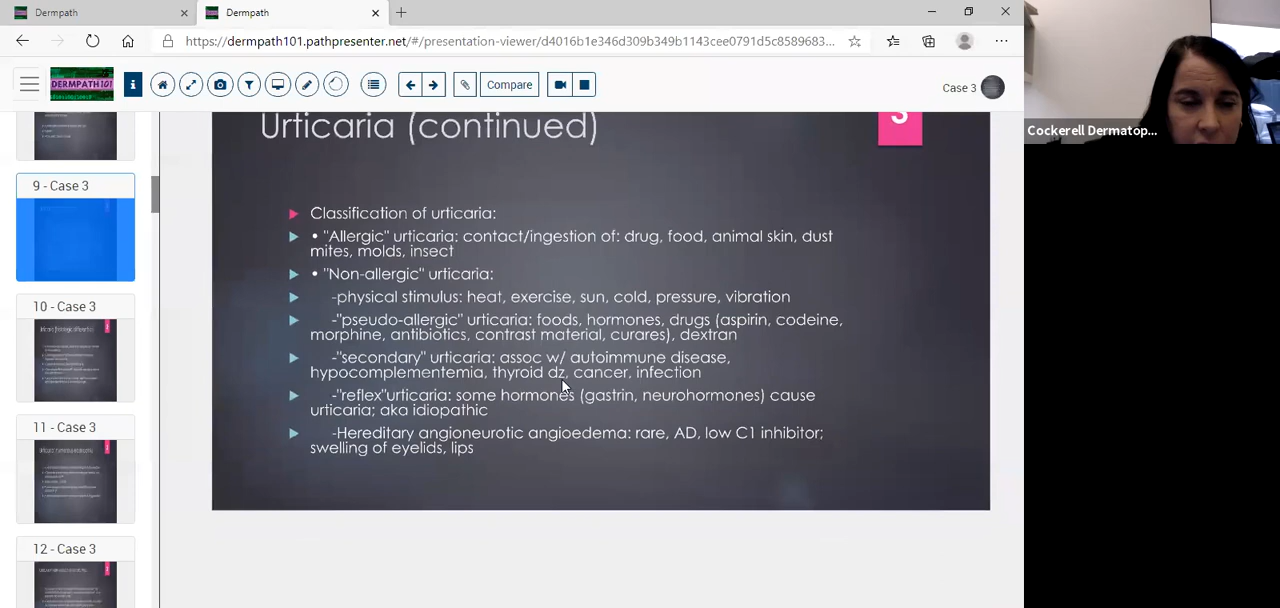 Dermpath
Dermpath
https://dermpath101.pathpresenter.net/#/presentation-viewer/d4016b1e346d309b349b1143cee0791d5c8589683...
DERMPATH 101
Compare
Case 3
Cockerell Dermatop...
9 - Case 3
10 - Case 3
11 - Case 3
12 - Case 3
Urticaria (continued)
3
Classification of urticaria:
• "Allergic" urticaria: contact/ingestion of: drug, food, animal skin, dust
mites, molds, insect
• "Non-allergic" urticaria:
-physical stimulus: heat, exercise, sun, cold, pressure, vibration
-"pseudo-allergic" urticaria: foods, hormones, drugs (aspirin, codeine,
morphine, antibiotics, contrast material, curares), dextran
-"secondary" urticaria: assoc w/ autoimmune disease,
hypocomplementemia, thyroid dz, cancer, infection
-"reflex"urticaria: some hormones (gastrin, neurohormones) cause
urticaria; aka idiopathic
-Hereditary angioneurotic angioedema: rare, AD, low C1 inhibitor;
swelling of eyelids, lips